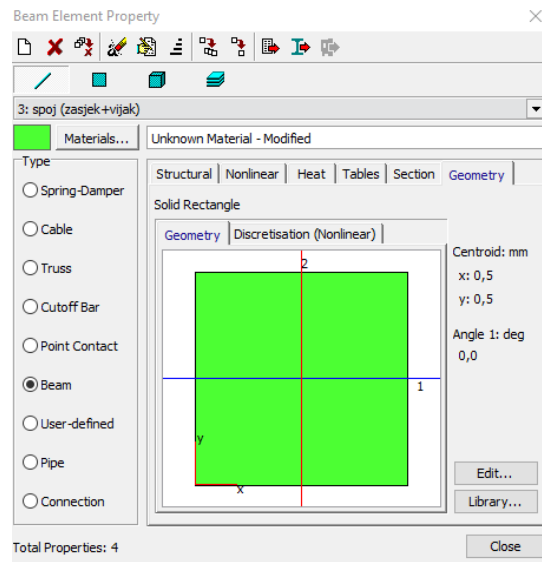 Beam Element Property
3: spoj (zasjek+vijak)
Materials...
Unknown Material - Modified
Type
Spring-Damper
Cable
Truss
Cutoff Bar
Point Contact
Beam
User-defined
Pipe
Connection
Structural Nonlinear Heat Tables Section Geometry
Solid Rectangle
Geometry Discretisation (Nonlinear)
2
1
y
x
Centroid: mm
x: 0,5
y: 0,5
Angle 1: deg
0,0
Edit...
Library...
Total Properties: 4
Close